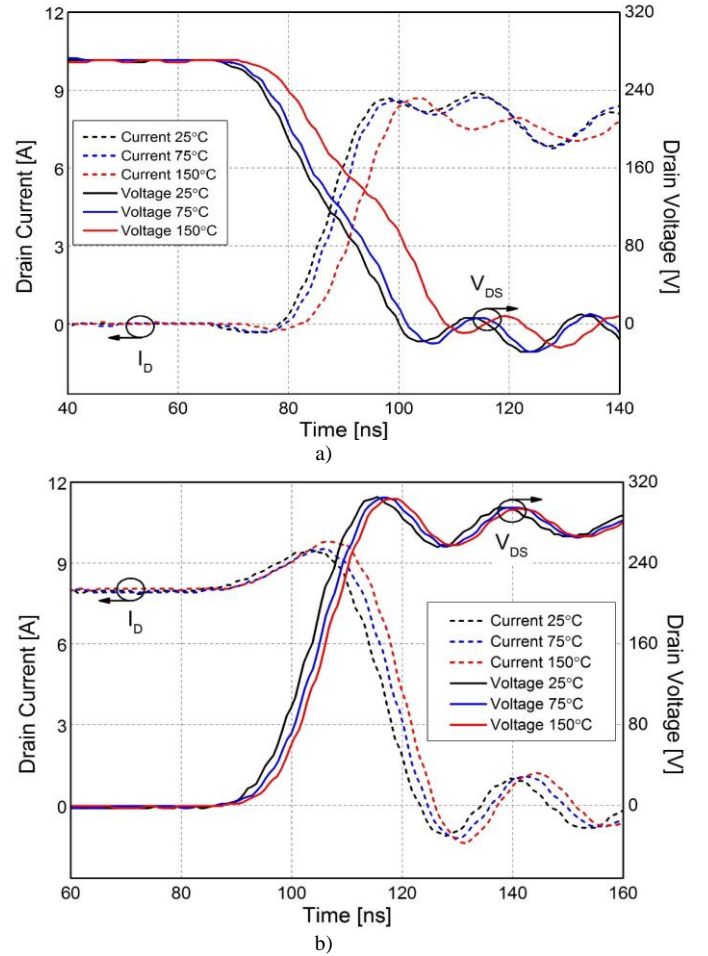 12
9
6
3
0
Drain Current [A]
320
240
160
80
0
Drain Voltage [V]
Current 25°C
Current 75°C
Current 150°C
Voltage 25°C
Voltage 75°C
Voltage 150°C
I_D
V_DS
40 60 80 100 120 140
Time [ns]
a)
12
9
6
3
0
Drain Current [A]
320
240
160
80
0
Drain Voltage [V]
I_D
V_DS
Current 25°C
Current 75°C
Current 150°C
Voltage 25°C
Voltage 75°C
Voltage 150°C
60 80 100 120 140 160
Time [ns]
b)